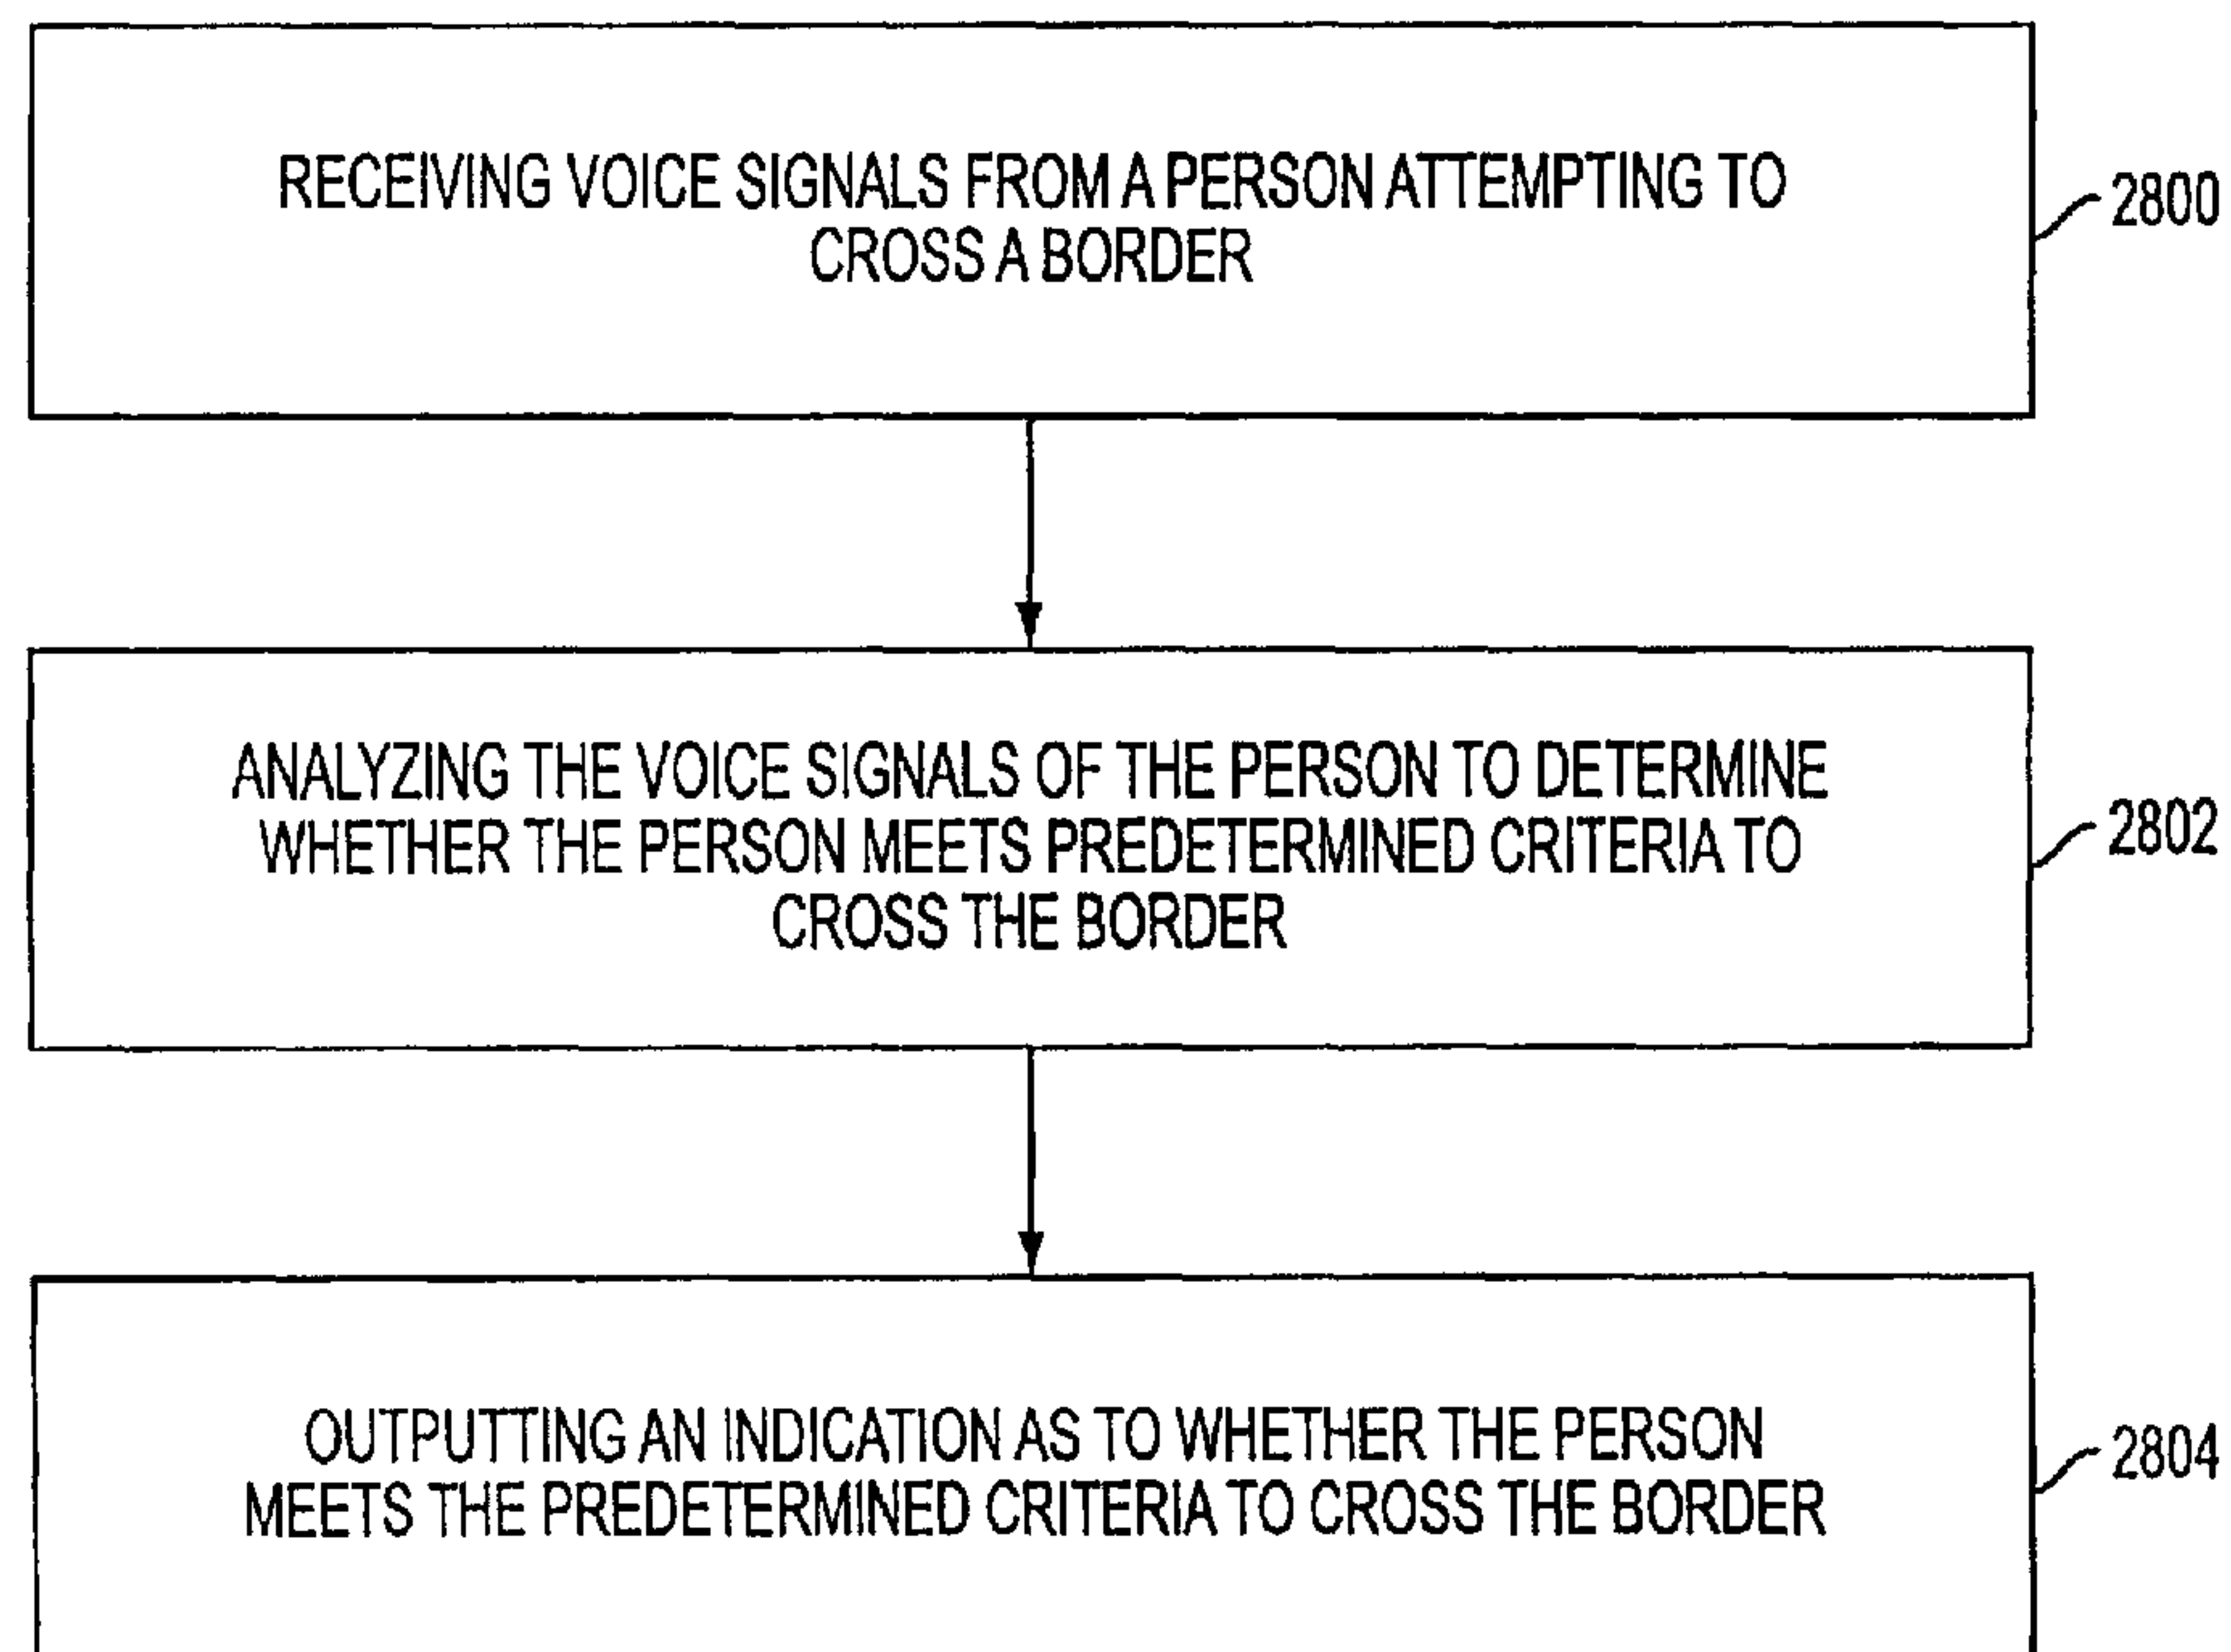 RECEIVING VOICE SIGNALS FROM A PERSON ATTEMPTING TO
CROSS A BORDER
2800
ANALYZING THE VOICE SIGNALS OF THE PERSON TO DETERMINE
WHETHER THE PERSON MEETS PREDETERMINED CRITERIA TO
CROSS THE BORDER
2802
OUTPUTTING AN INDICATION AS TO WHETHER THE PERSON
MEETS THE PREDETERMINED CRITERIA TO CROSS THE BORDER
2804